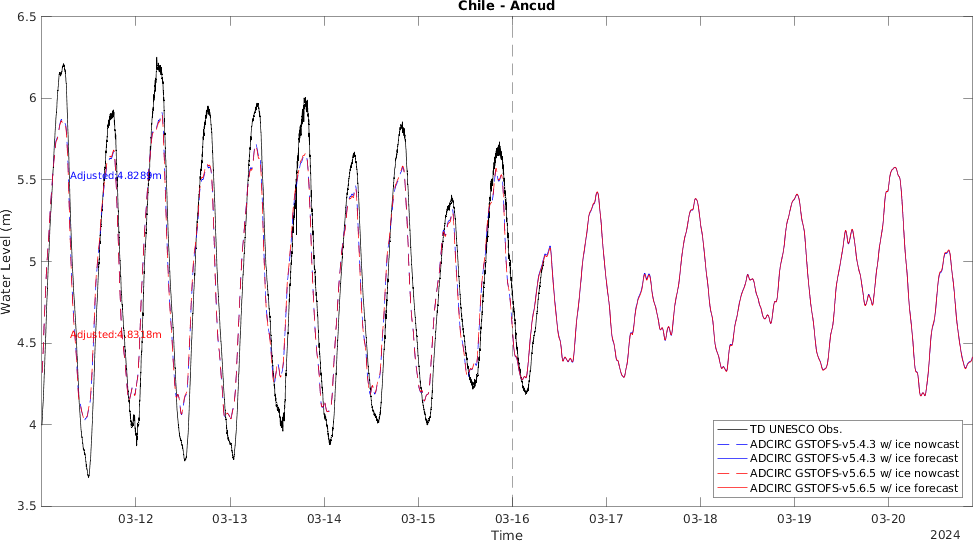 Chile - Ancud
6.5
6
5.5
5
4.5
4
3.5
Water Level (m)
Adjusted:4.8289m
Adjusted:4.8318m
TD UNESCO Obs.
ADCIRC GSTOFS-v5.4.3 w/ ice nowcast
ADCIRC GSTOFS-v5.4.3 w/ ice forecast
ADCIRC GSTOFS-v5.6.5 w/ ice nowcast
ADCIRC GSTOFS-v5.6.5 w/ ice forecast
03-12 03-13 03-14 03-15 03-16 03-17 03-18 03-19 03-20
Time
2024